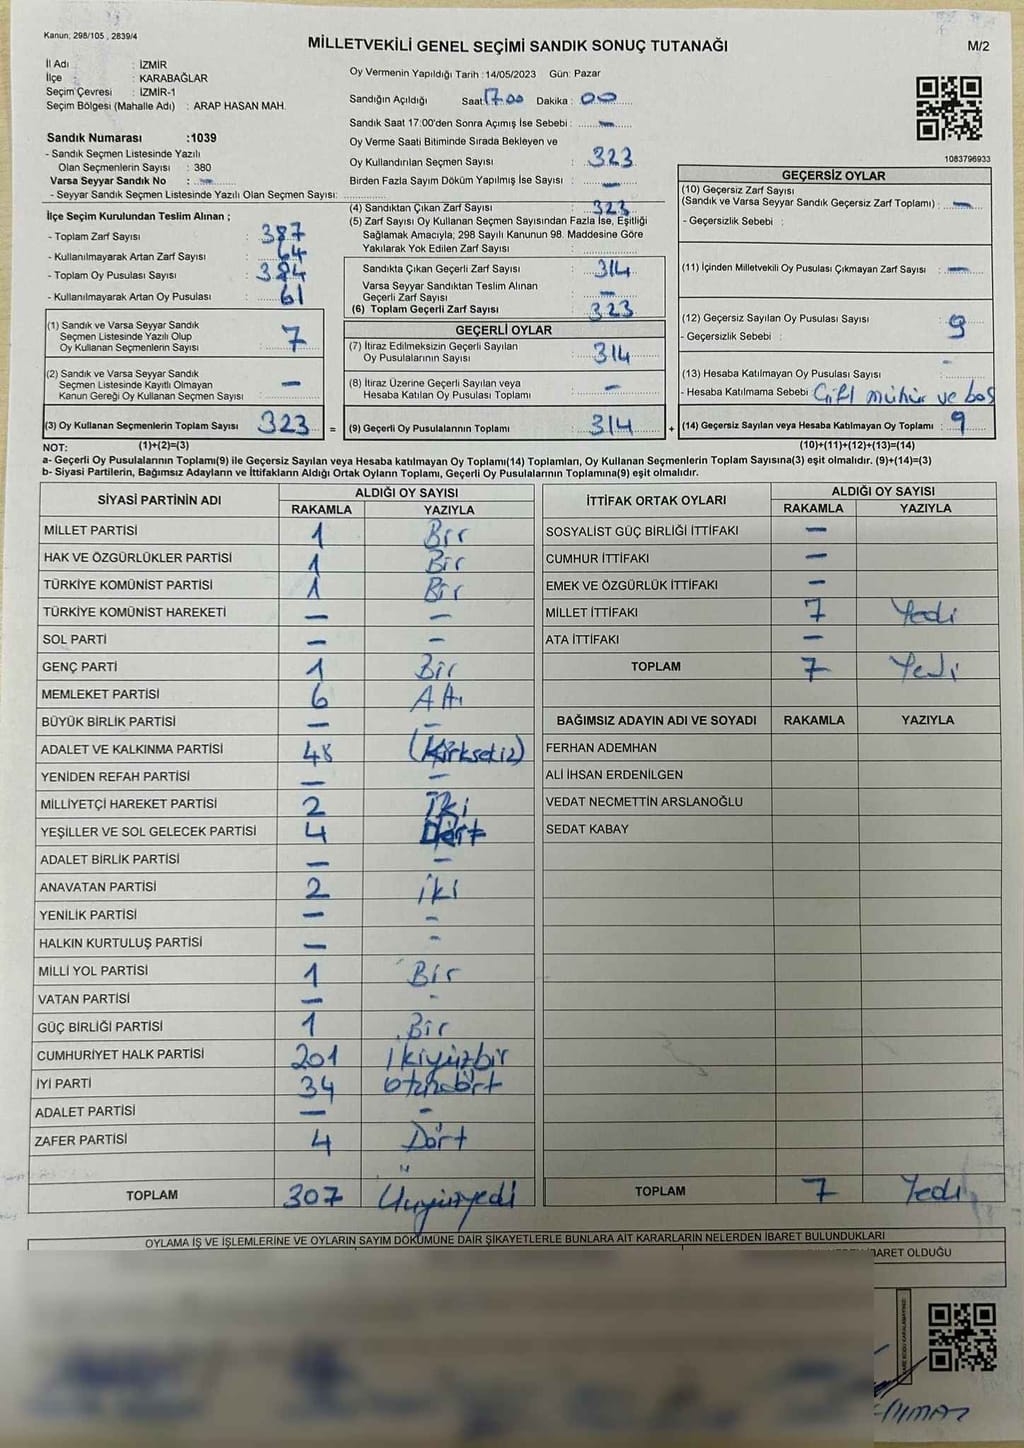 Kanun; 298/105 , 2839/4
MİLLETVEKİLİ GENEL SEÇİMİ SANDIK SONUÇ TUTANAĞI
M/2
İl Adı : İZMİR
İlçe : KARABAĞLAR
Seçim Çevresi : İZMİR-1
Seçim Bölgesi (Mahalle Adı) : ARAP HASAN MAH.
Sandık Numarası :1039
- Sandık Seçmen Listesinde Yazılı
Olan Seçmenlerin Sayısı : 380
Varsa Seyyar Sandık No : —
- Seyyar Sandık Seçmen Listesinde Yazılı Olan Seçmen Sayısı:
İlçe Seçim Kurulundan Teslim Alınan ;
- Toplam Zarf Sayısı : 387
- Kullanılmayarak Artan Zarf Sayısı : 64
- Toplam Oy Pusulası Sayısı : 384
- Kullanılmayarak Artan Oy Pusulası : 61
(1) Sandık ve Varsa Seyyar Sandık
Seçmen Listesinde Yazılı Olup
Oy Kullanan Seçmenlerin Sayısı : 7
(2) Sandık ve Varsa Seyyar Sandık
Seçmen Listesinde Kayıtlı Olmayan
Kanun Gereği Oy Kullanan Seçmen Sayısı : —
(3) Oy Kullanan Seçmenlerin Toplam Sayısı : 323 =
(1)+(2)=(3)
Oy Vermenin Yapıldığı Tarih :14/05/2023 Gün: Pazar
Sandığın Açıldığı Saat: 17.00 Dakika : 00
Sandık Saat 17:00'den Sonra Açımış İse Sebebi : —
Oy Verme Saati Bitiminde Sırada Bekleyen ve
Oy Kullandırılan Seçmen Sayısı : 323
Birden Fazla Sayım Döküm Yapılmış İse Sayısı : —
(4) Sandıktan Çıkan Zarf Sayısı : 323
(5) Zarf Sayısı Oy Kullanan Seçmen Sayısından Fazla İse, Eşitliği
Sağlamak Amacıyla, 298 Sayılı Kanunun 98. Maddesine Göre
Yakılarak Yok Edilen Zarf Sayısı :
Sandıkta Çıkan Geçerli Zarf Sayısı : 314
Varsa Seyyar Sandıktan Teslim Alınan
Geçerli Zarf Sayısı : —
(6) Toplam Geçerli Zarf Sayısı : 323
GEÇERLİ OYLAR
(7) İtiraz Edilmeksizin Geçerli Sayılan
Oy Pusulalarının Sayısı : 314
(8) İtiraz Üzerine Geçerli Sayılan veya
Hesaba Katılan Oy Pusulası Toplamı : —
(9) Geçerli Oy Pusulalarının Toplamı : 314 +
1083796933
GEÇERSİZ OYLAR
(10) Geçersiz Zarf Sayısı
(Sandık ve Varsa Seyyar Sandık Geçersiz Zarf Toplamı) : —
- Geçersizlik Sebebi :
(11) İçinden Milletvekili Oy Pusulası Çıkmayan Zarf Sayısı : —
(12) Geçersiz Sayılan Oy Pusulası Sayısı : 9
- Geçersizlik Sebebi :
(13) Hesaba Katılmayan Oy Pusulası Sayısı : -
- Hesaba Katılmama Sebebi : Çift mühür ve boş
(14) Geçersiz Sayılan veya Hesaba Katılmayan Oy Toplamı : 9
(10)+(11)+(12)+(13)=(14)
NOT:
a- Geçerli Oy Pusulalarının Toplamı(9) ile Geçersiz Sayılan veya Hesaba katılmayan Oy Toplamı(14) Toplamları, Oy Kullanan Seçmenlerin Toplam Sayısına(3) eşit olmalıdır. (9)+(14)=(3)
b- Siyasi Partilerin, Bağımsız Adayların ve İttifakların Aldığı Ortak Oyların Toplamı, Geçerli Oy Pusulalarının Toplamına(9) eşit olmalıdır.
SİYASİ PARTİNİN ADI ALDIĞI OY SAYISI
RAKAMLA YAZIYLA
MİLLET PARTİSİ 1 Bir
HAK VE ÖZGÜRLÜKLER PARTİSİ 1 Bir
TÜRKİYE KOMÜNİST PARTİSİ 1 Bir
TÜRKİYE KOMÜNİST HAREKETİ — —
SOL PARTİ — —
GENÇ PARTİ 1 Bir
MEMLEKET PARTİSİ 6 Altı
BÜYÜK BİRLİK PARTİSİ — —
ADALET VE KALKINMA PARTİSİ 48 (Kırksekiz)
YENİDEN REFAH PARTİSİ — —
MİLLİYETÇİ HAREKET PARTİSİ 2 İki
YEŞİLLER VE SOL GELECEK PARTİSİ 4 Dört
ADALET BİRLİK PARTİSİ — —
ANAVATAN PARTİSİ 2 iki
YENİLİK PARTİSİ — -
HALKIN KURTULUŞ PARTİSİ — -
MİLLİ YOL PARTİSİ 1 Bir
VATAN PARTİSİ — -
GÜÇ BİRLİĞİ PARTİSİ 1 Bir
CUMHURİYET HALK PARTİSİ 201 ikiyüzbir
İYİ PARTİ 34 otuzdört
ADALET PARTİSİ — -
ZAFER PARTİSİ 4 Dört
TOPLAM 307 Üçyüzyedi
İTTİFAK ORTAK OYLARI ALDIĞI OY SAYISI
RAKAMLA YAZIYLA
SOSYALİST GÜÇ BİRLİĞİ İTTİFAKI —
CUMHUR İTTİFAKI —
EMEK VE ÖZGÜRLÜK İTTİFAKI —
MİLLET İTTİFAKI 7 Yedi
ATA İTTİFAKI —
TOPLAM 7 Yedi
BAĞIMSIZ ADAYIN ADI VE SOYADI RAKAMLA YAZIYLA
FERHAN ADEMHAN
ALİ İHSAN ERDENİLGEN
VEDAT NECMETTİN ARSLANOĞLU
SEDAT KABAY
TOPLAM 7 Yedi
OYLAMA İŞ VE İŞLEMLERİNE VE OYLARIN SAYIM DÖKÜMÜNE DAİR ŞİKAYETLERLE BUNLARA AİT KARARLARIN NELERDEN İBARET BULUNDUKLARI
BARET OLDUĞU